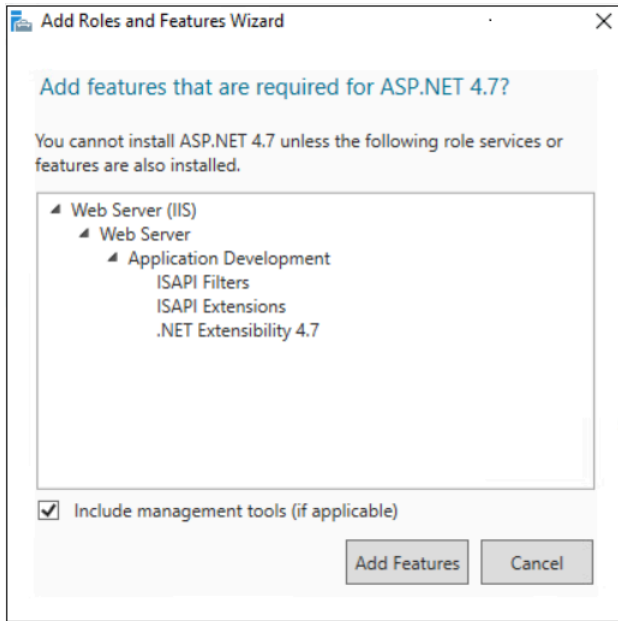 Add Roles and Features Wizard
Add features that are required for ASP.NET 4.7?
You cannot install ASP.NET 4.7 unless the following role services or
features are also installed.
Web Server (IIS)
Web Server
Application Development
ISAPI Filters
ISAPI Extensions
.NET Extensibility 4.7
Include management tools (if applicable)
Add Features
Cancel